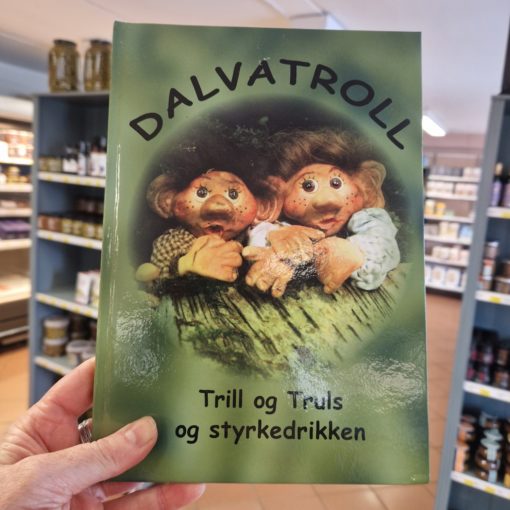 DALVATROLL
Trill og Truls
og styrkedrikken